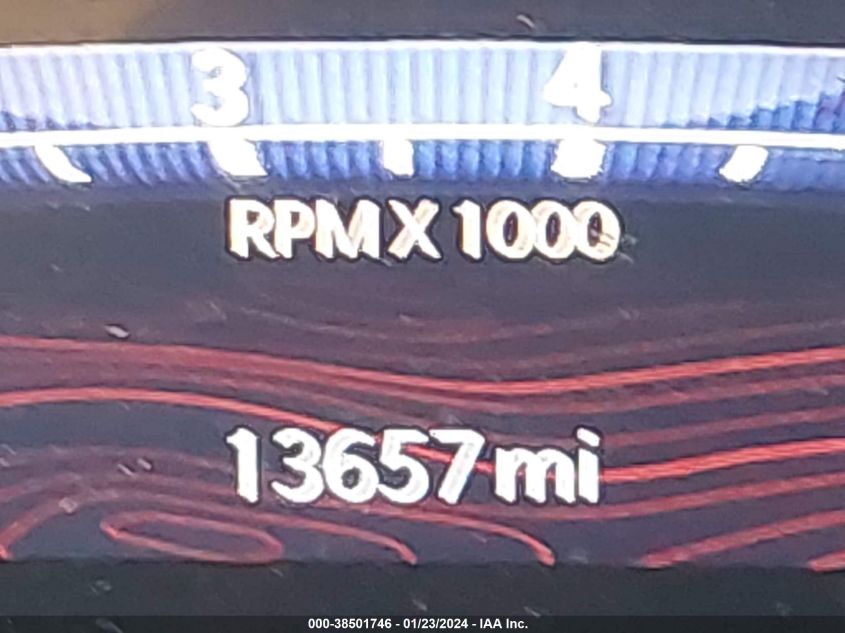 3 4
RPM X 1000
13657 mi
000-38501746 - 01/23/2024 - IAA Inc.